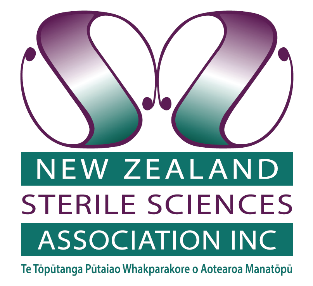 NEW ZEALAND
STERILE SCIENCES
ASSOCIATION INC
Te Tōpūtanga Pūtaiao Whakparakore o Aotearoa Manatōpū